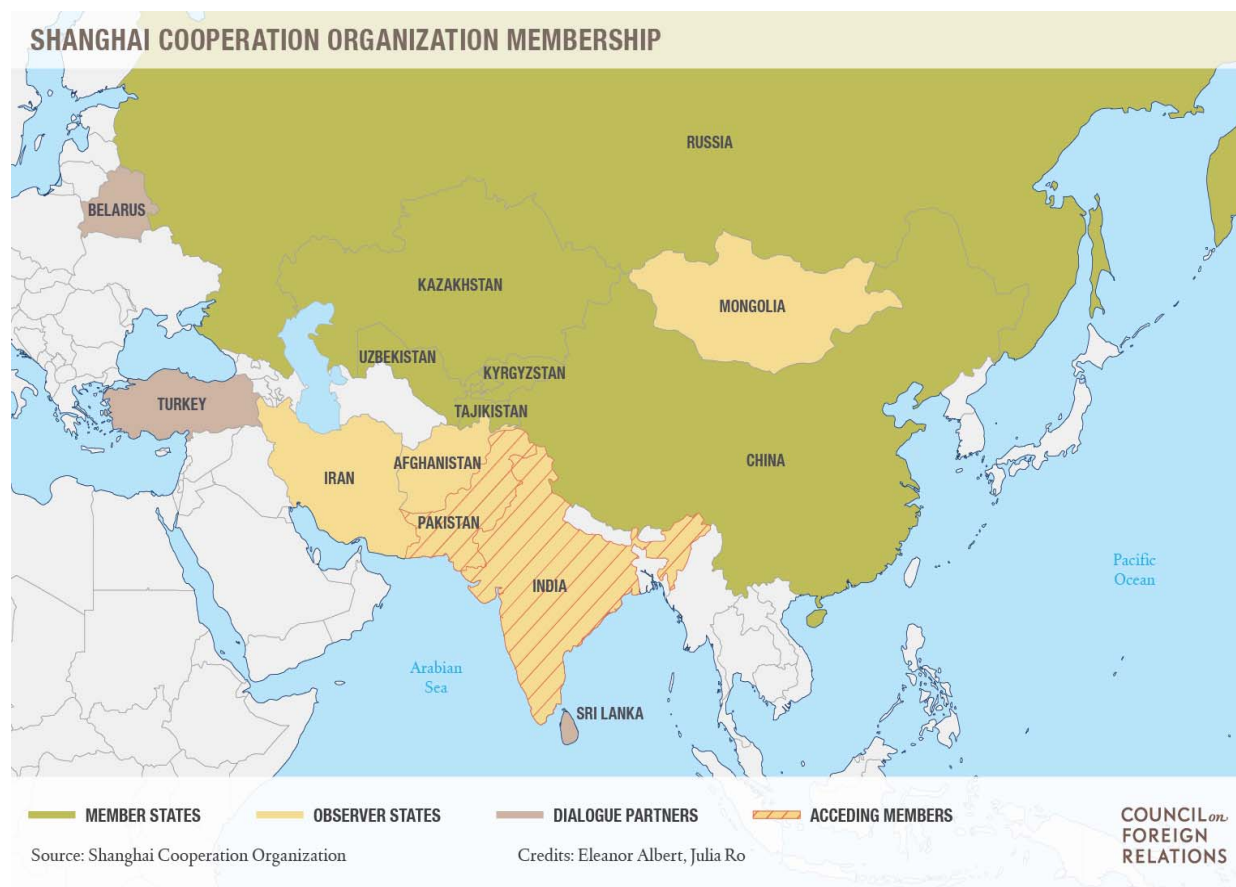 SHANGHAI COOPERATION ORGANIZATION MEMBERSHIP
RUSSIA
BELARUS
KAZAKHSTAN
MONGOLIA
UZBEKISTAN
KYRGYZSTAN
TURKEY
TAJIKISTAN
CHINA
AFGHANISTAN
IRAN
PAKISTAN
INDIA
Pacific
Ocean
Arabian
Sea
SRI LANKA
MEMBER STATES
OBSERVER STATES
DIALOGUE PARTNERS
ACCEDING MEMBERS
Source: Shanghai Cooperation Organization
Credits: Eleanor Albert, Julia Ro
COUNCIL on
FOREIGN
RELATIONS